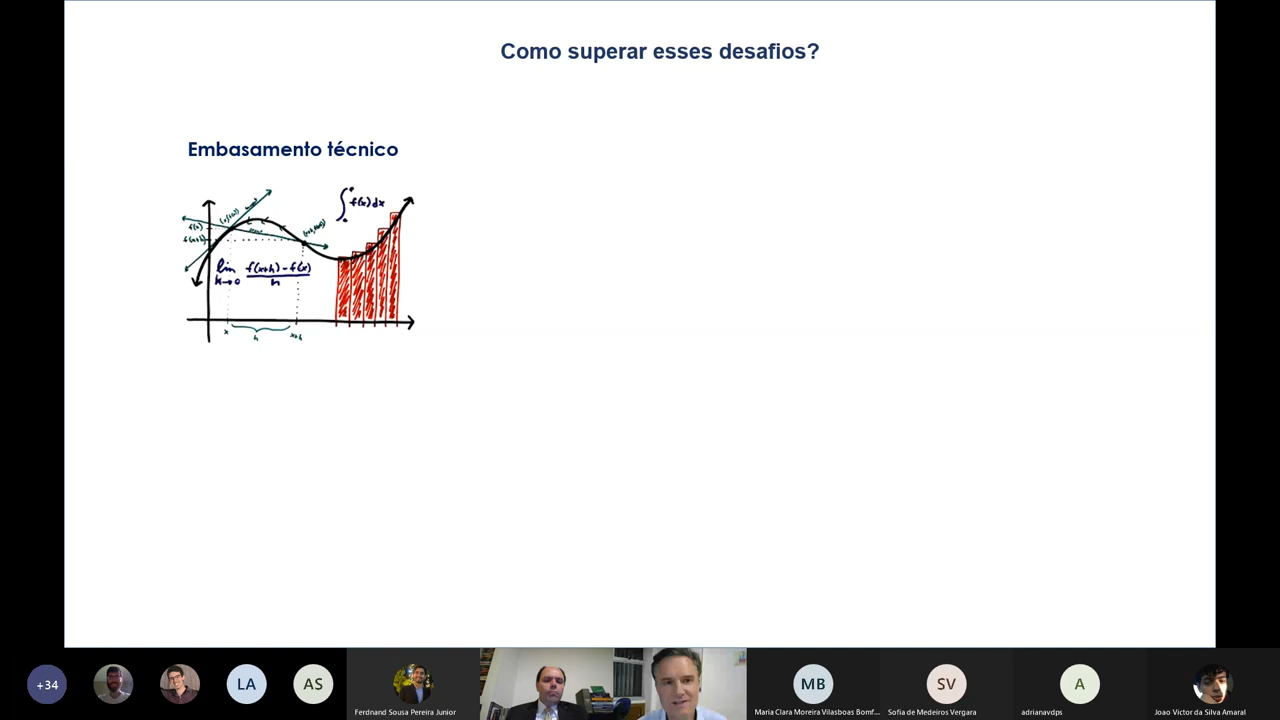 Como superar esses desafios?
Embasamento técnico
∫ f(x)dx
f(x)
f(x+h)
lim f(x+h) - f(x)
h→0 h
x h x+h
+34
LA
AS
MB
SV
A
Ferdnand Sousa Pereira Junior
Maria Clara Moreira Vilasboas Bomf...
Sofia de Medeiros Vergara
adrianavdps
Joao Victor da Silva Amaral